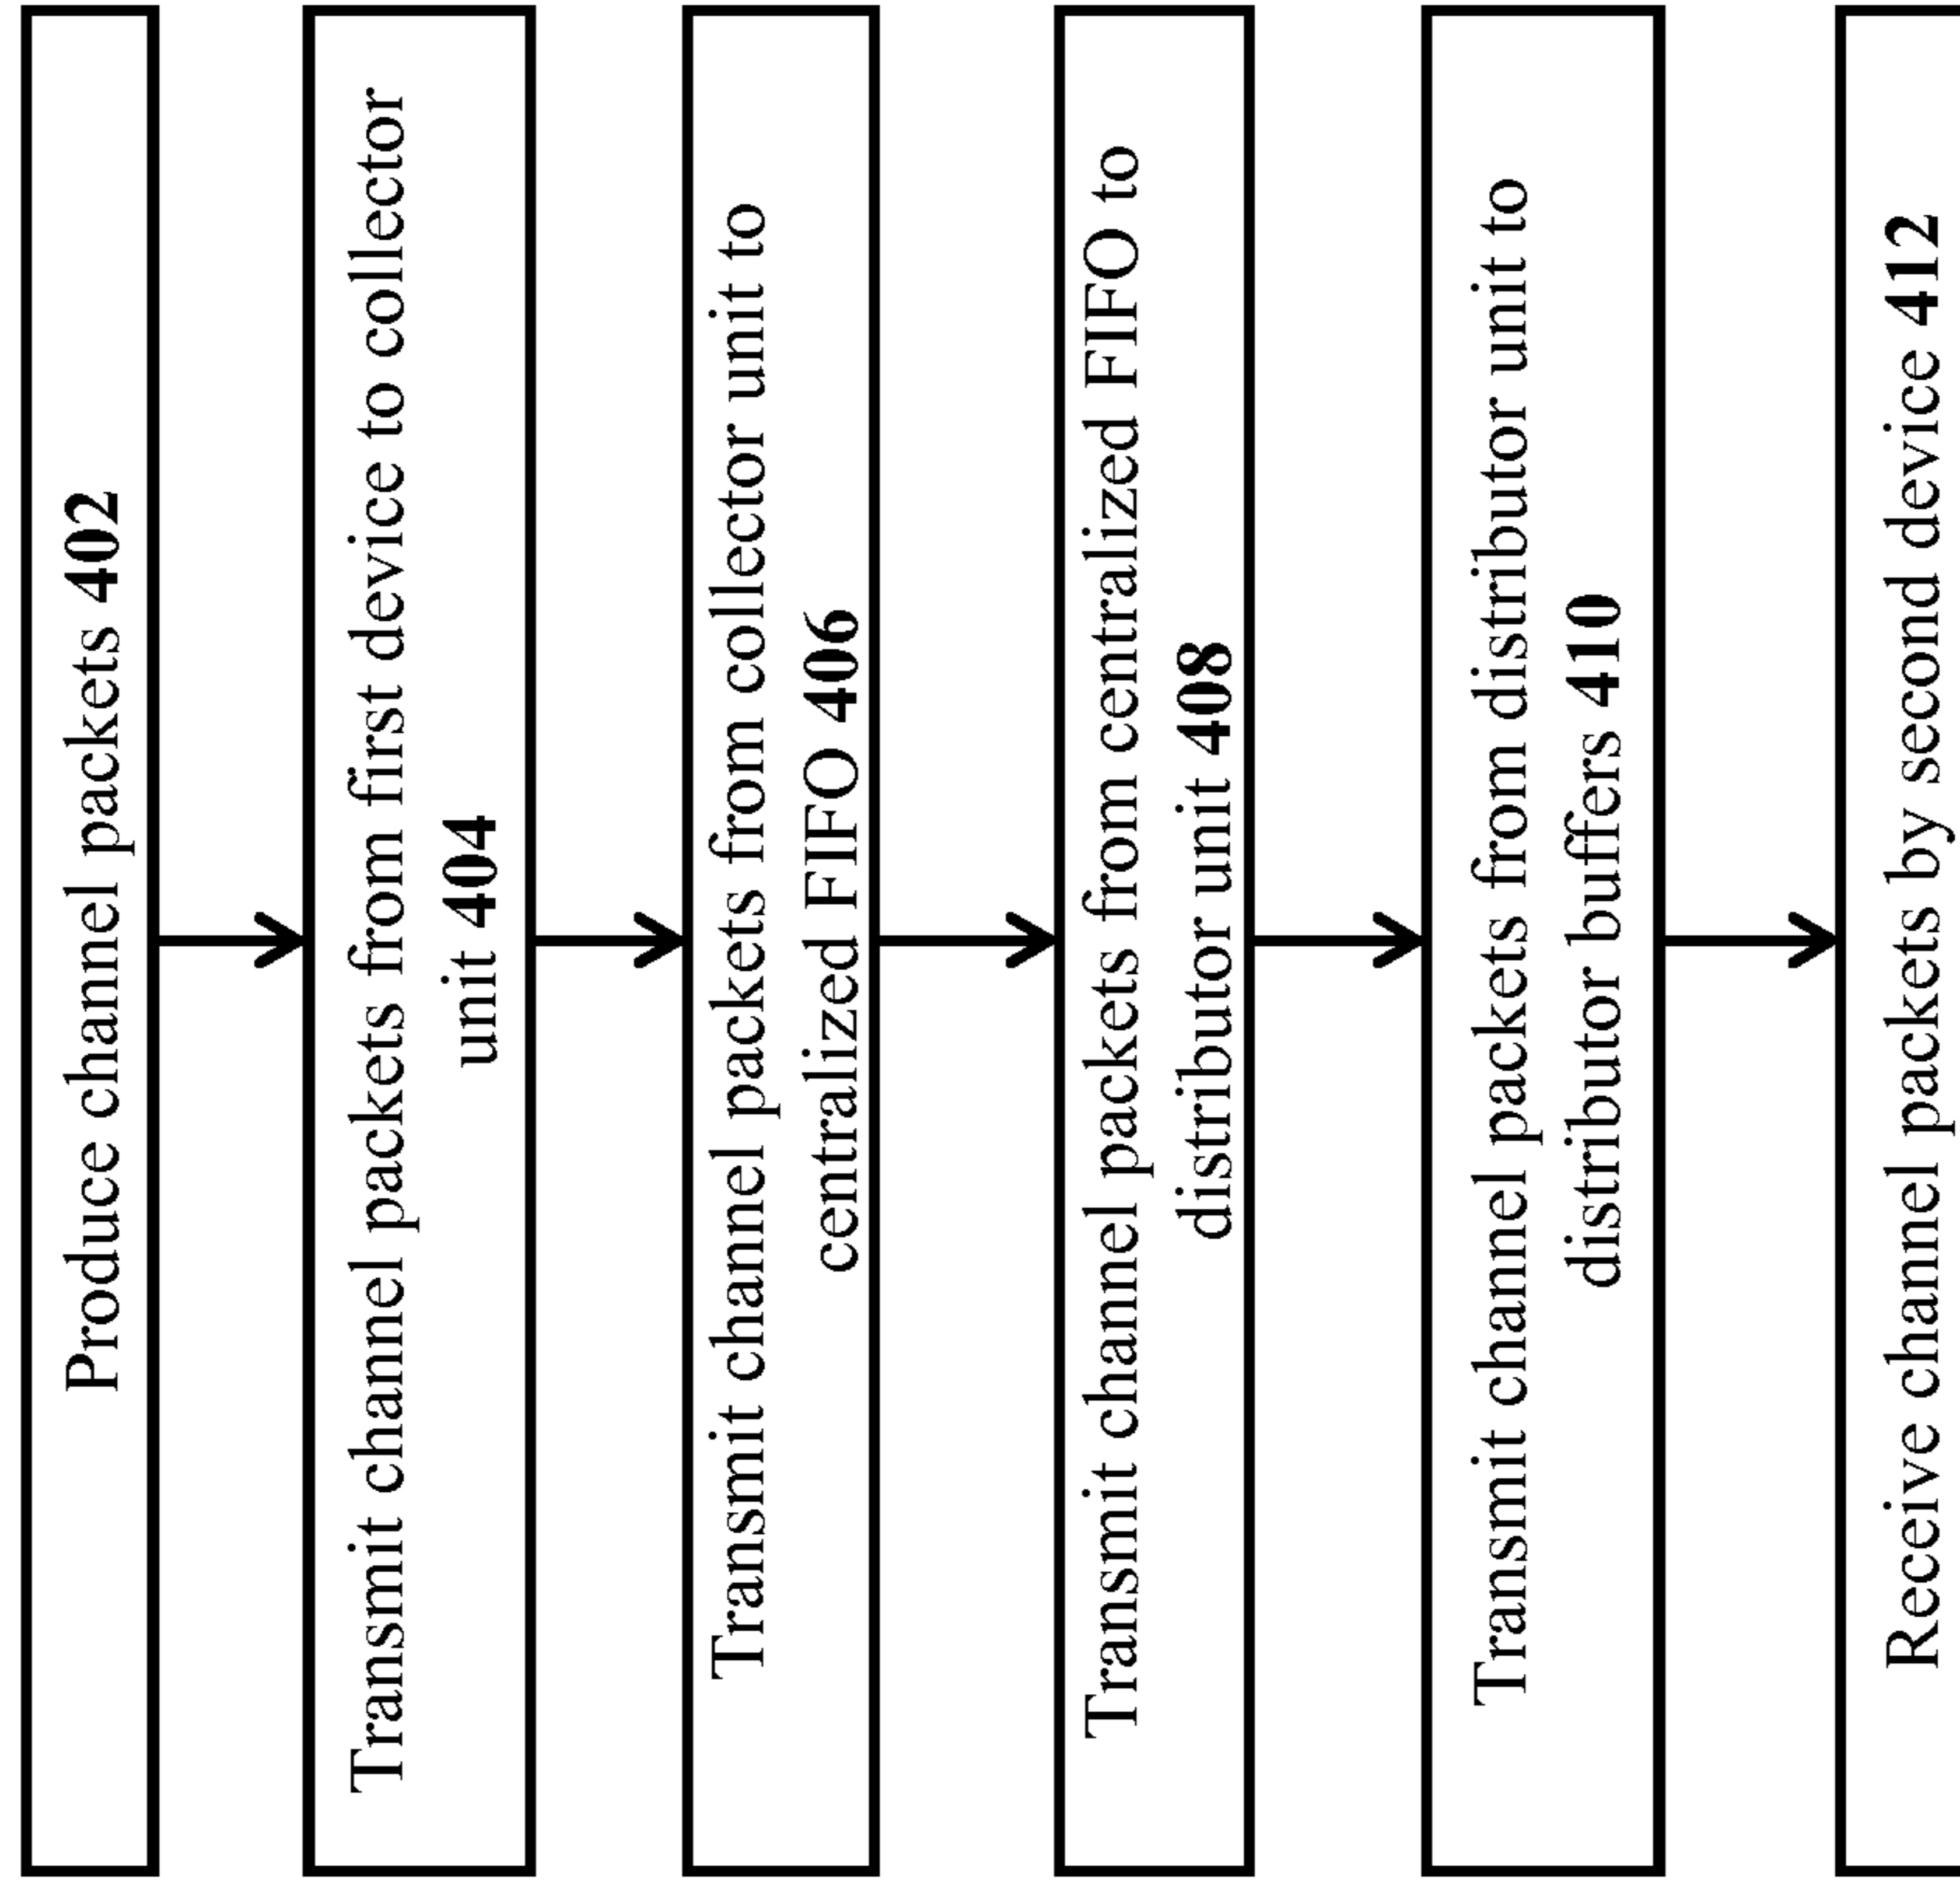 Produce channel packets 402
Transmit channel packets from first device to collector
unit 404
Transmit channel packets from collector unit to
centralized FIFO 406
Transmit channel packets from centralized FIFO to
distributor unit 408
Transmit channel packets from distributor unit to
distributor buffers 410
Receive channel packets by second device 412